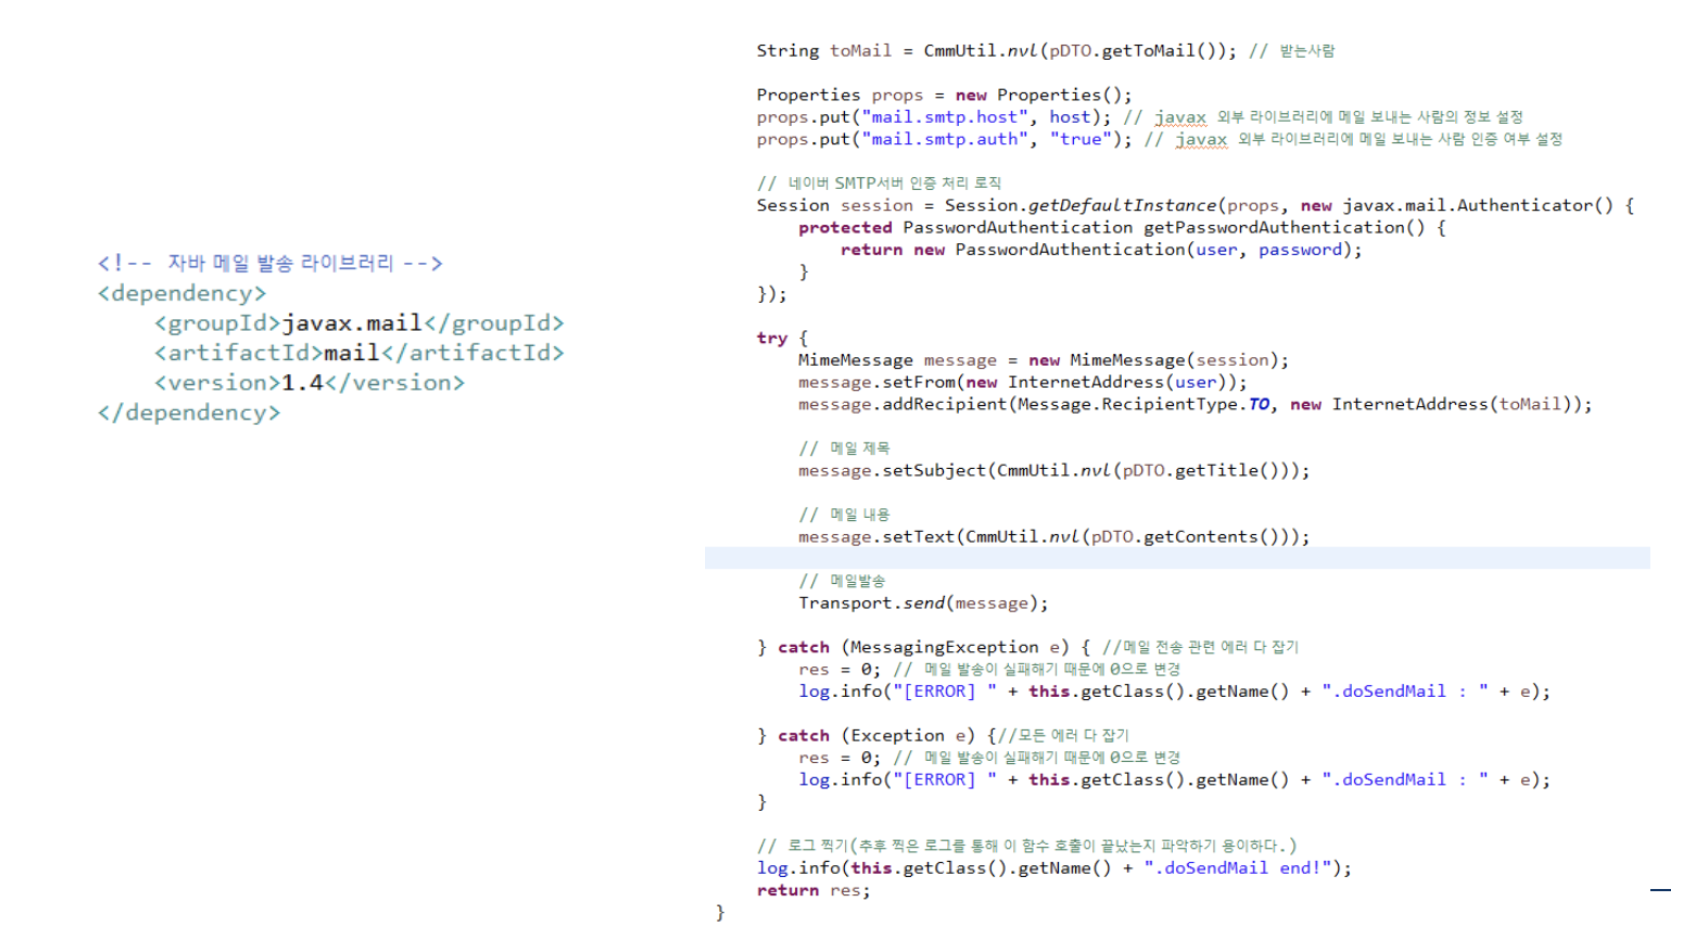 <!-- 자바 메일 발송 라이브러리 -->
<dependency>
<groupId>javax.mail</groupId>
<artifactId>mail</artifactId>
<version>1.4</version>
</dependency>
String toMail = CmmUtil.nvl(pDTO.getToMail()); // 받는사람
Properties props = new Properties();
props.put("mail.smtp.host", host); // javax 외부 라이브러리에 메일 보내는 사람의 정보 설정
props.put("mail.smtp.auth", "true"); // javax 외부 라이브러리에 메일 보내는 사람 인증 여부 설정
// 네이버 SMTP서버 인증 처리 로직
Session session = Session.getDefaultInstance(props, new javax.mail.Authenticator() {
protected PasswordAuthentication getPasswordAuthentication() {
return new PasswordAuthentication(user, password);
}
});
try {
MimeMessage message = new MimeMessage(session);
message.setFrom(new InternetAddress(user));
message.addRecipient(Message.RecipientType.TO, new InternetAddress(toMail));
// 메일 제목
message.setSubject(CmmUtil.nvl(pDTO.getTitle()));
// 메일 내용
message.setText(CmmUtil.nvl(pDTO.getContents()));
// 메일발송
Transport.send(message);
} catch (MessagingException e) { //메일 전송 관련 에러 다 잡기
res = 0; // 메일 발송이 실패해기 때문에 0으로 변경
log.info("[ERROR] " + this.getClass().getName() + ".doSendMail : " + e);
} catch (Exception e) {//모든 에러 다 잡기
res = 0; // 메일 발송이 실패해기 때문에 0으로 변경
log.info("[ERROR] " + this.getClass().getName() + ".doSendMail : " + e);
}
// 로그 찍기(추후 찍은 로그를 통해 이 함수 호출이 끝났는지 파악하기 용이하다.)
log.info(this.getClass().getName() + ".doSendMail end!");
return res;
}